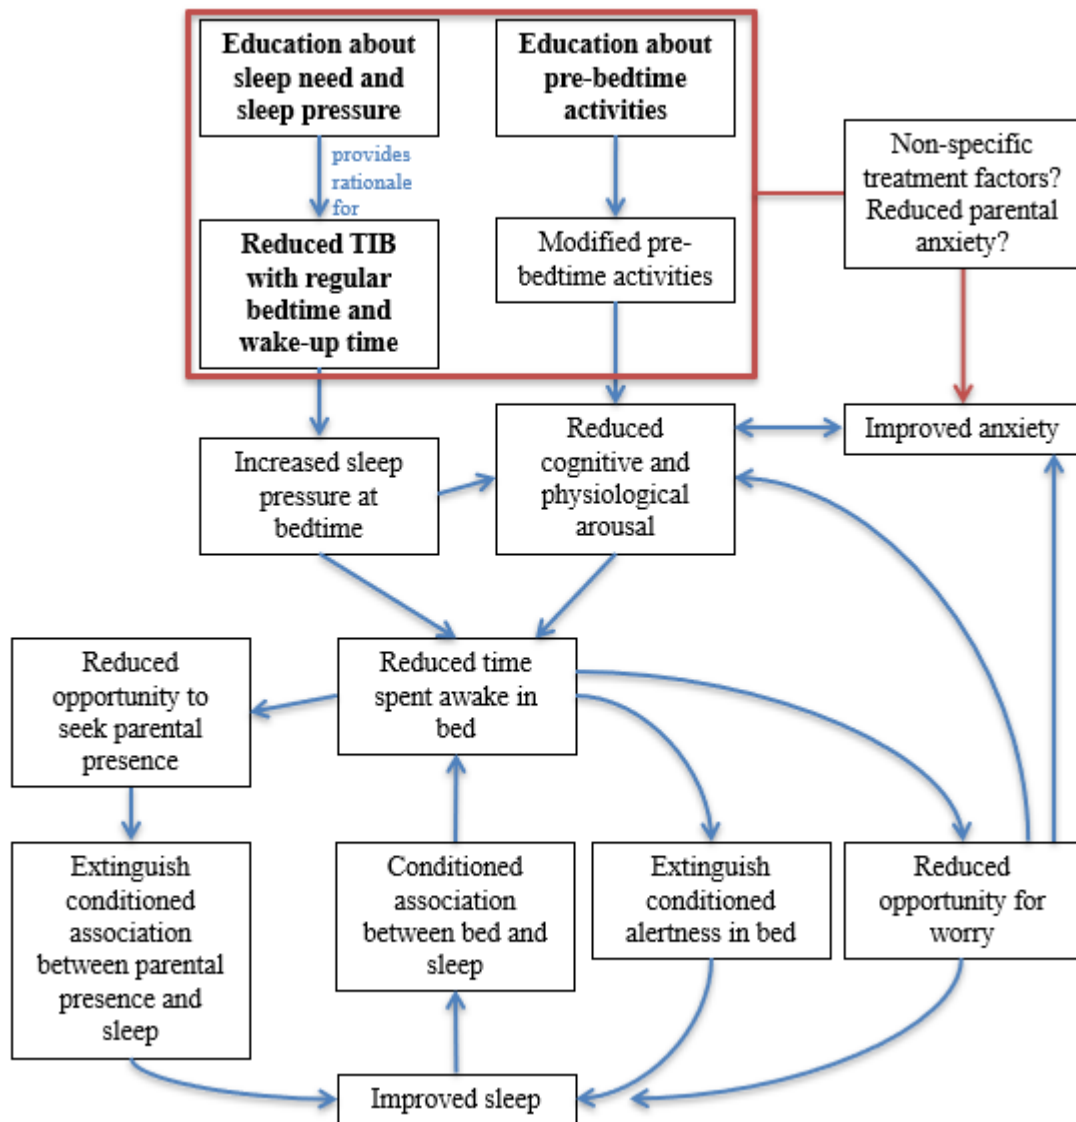 Education about
sleep need and
sleep pressure
Education about
pre-bedtime
activities
provides
rationale
for
Non-specific
treatment factors?
Reduced parental
anxiety?
Reduced TIB
with regular
bedtime and
wake-up time
Modified pre-
bedtime activities
Increased sleep
pressure at
bedtime
Reduced
cognitive and
physiological
arousal
Improved anxiety
Reduced
opportunity to
seek parental
presence
Reduced time
spent awake in
bed
Extinguish
conditioned
association
between parental
presence and
sleep
Conditioned
association
between bed and
sleep
Extinguish
conditioned
alertness in bed
Reduced
opportunity for
worry
Improved sleep